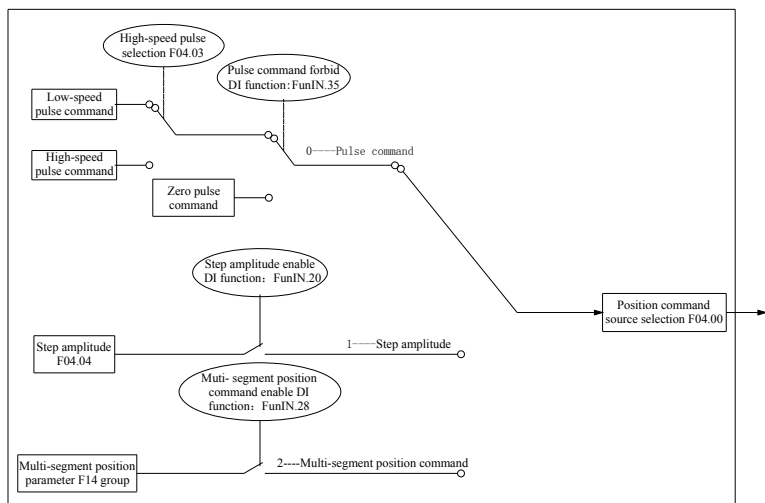 High-speed pulse
selection F04.03
Pulse command forbid
DI function:FunIN.35
Low-speed
pulse command
0----Pulse command
High-speed
pulse command
Zero pulse
command
Step amplitude enable
DI function：FunIN.20
Position command
source selection F04.00
Step amplitude
F04.04
1----Step amplitude
Muti- segment position
command enable DI
function：FunIN.28
Multi-segment position
parameter F14 group
2----Multi-segment position command